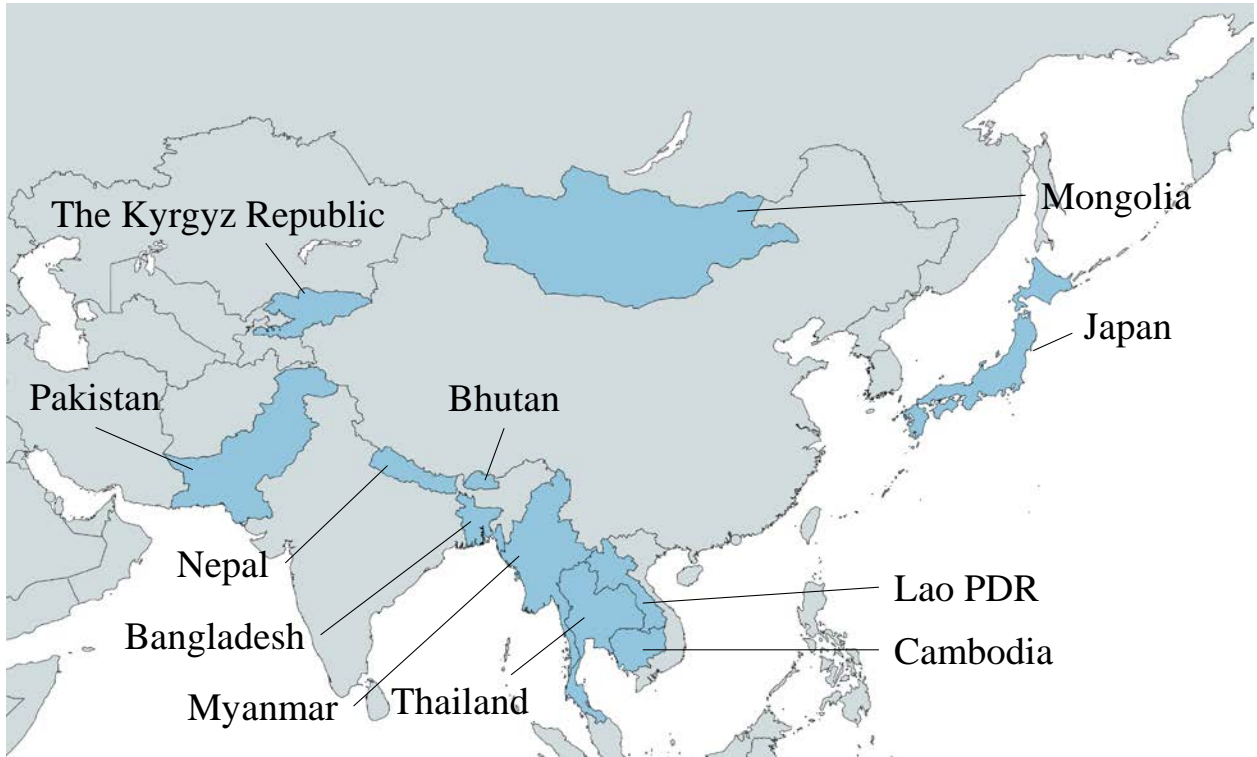 Mongolia
The Kyrgyz Republic
Japan
Pakistan
Bhutan
Nepal
Lao PDR
Bangladesh
Cambodia
Myanmar
Thailand